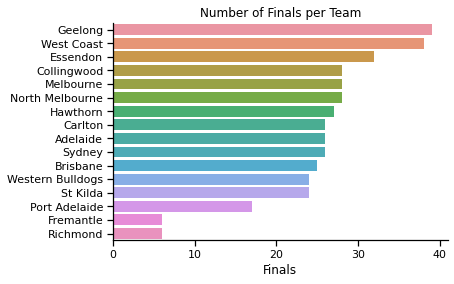 Number of Finals per Team
Geelong
West Coast
Essendon
Collingwood
Melbourne
North Melbourne
Hawthorn
Carlton
Adelaide
Sydney
Brisbane
Western Bulldogs
St Kilda
Port Adelaide
Fremantle
Richmond
0 10 20 30 40
Finals